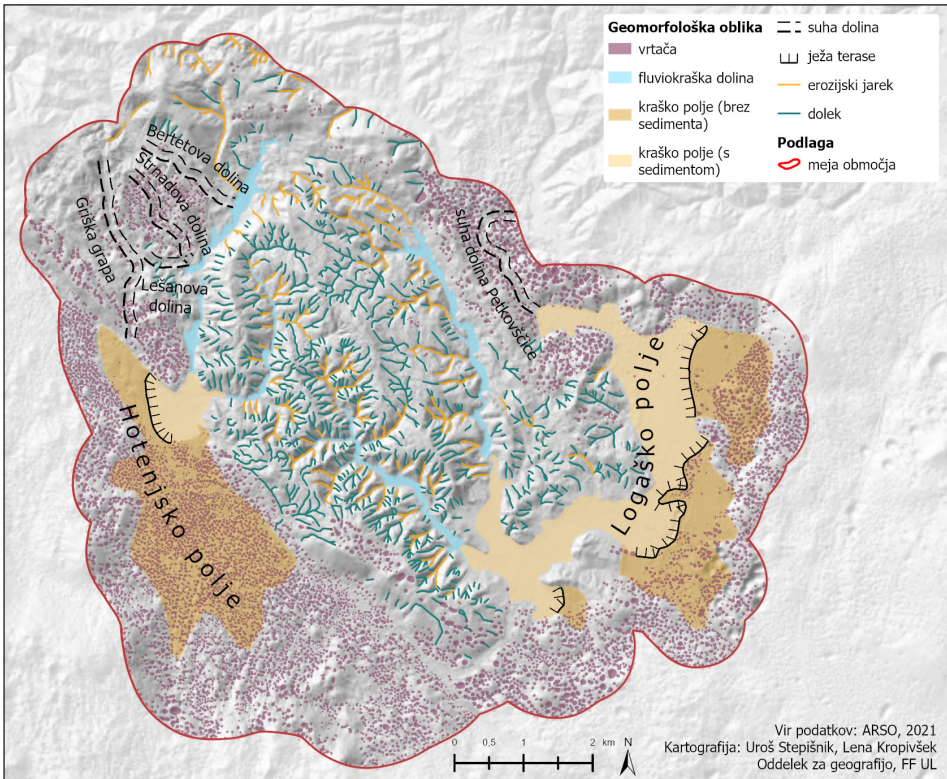 Geomorfološka oblika
vrtača
fluviokraška dolina
kraško polje (brez
sedimenta)
kraško polje (s
sedimentom)
suha dolina
ježa terase
erozijski jarek
dolek
Podlaga
meja območja
Bertetova dolina
Strnadova dolina
Griška grapa
Lešanova
dolina
suha dolina Petkovščice
Hotenjsko polje
Logaško polje
0 0,5 1 2 km N
Vir podatkov: ARSO, 2021
Kartografija: Uroš Stepišnik, Lena Kropivšek
Oddelek za geografijo, FF UL